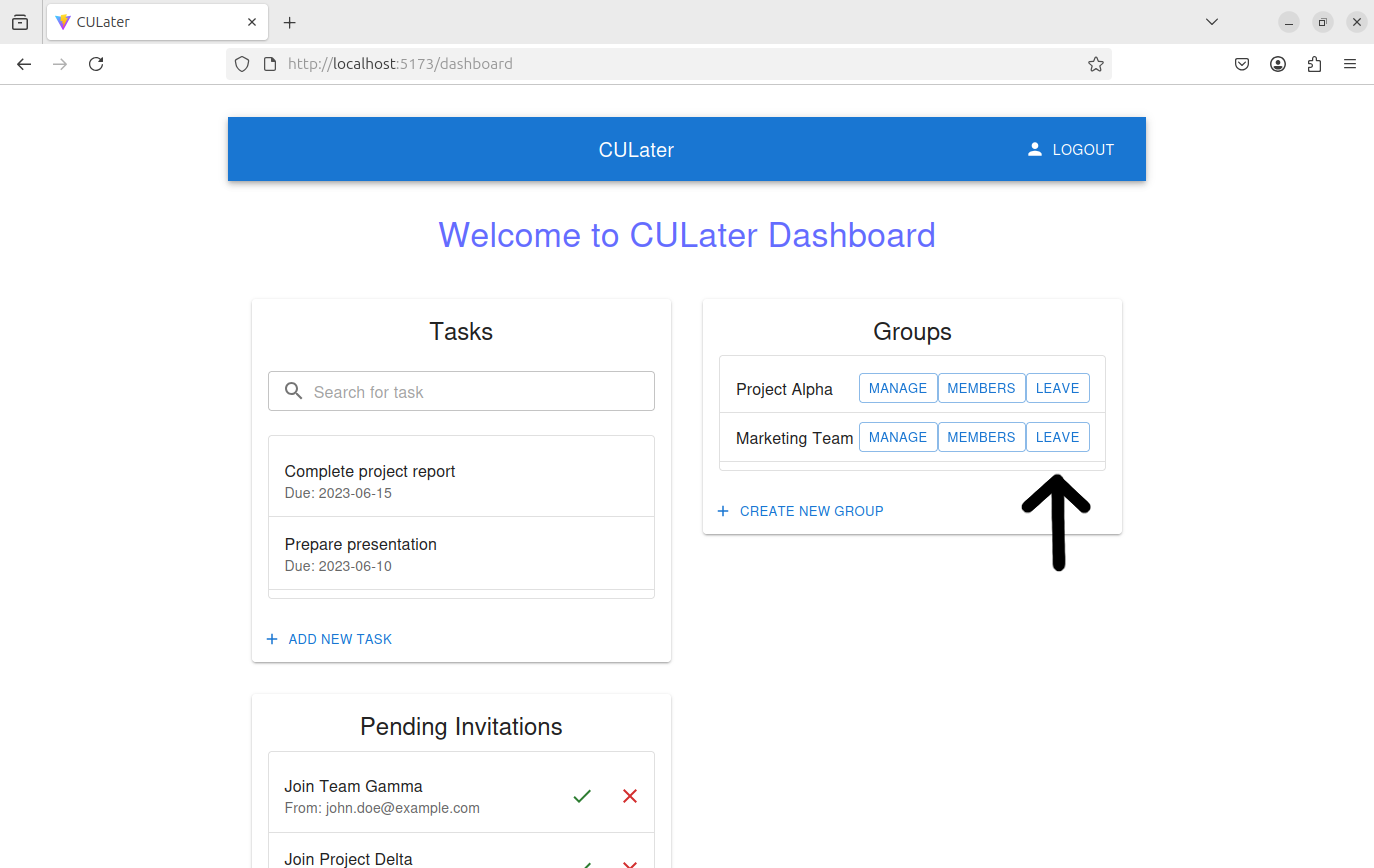 CULater
http://localhost:5173/dashboard
CULater
LOGOUT
Welcome to CULater Dashboard
Tasks
Search for task
Complete project report
Due: 2023-06-15
Prepare presentation
Due: 2023-06-10
+ ADD NEW TASK
Groups
Project Alpha MANAGE MEMBERS LEAVE
Marketing Team MANAGE MEMBERS LEAVE
+ CREATE NEW GROUP
Pending Invitations
Join Team Gamma
From: john.doe@example.com
Join Project Delta